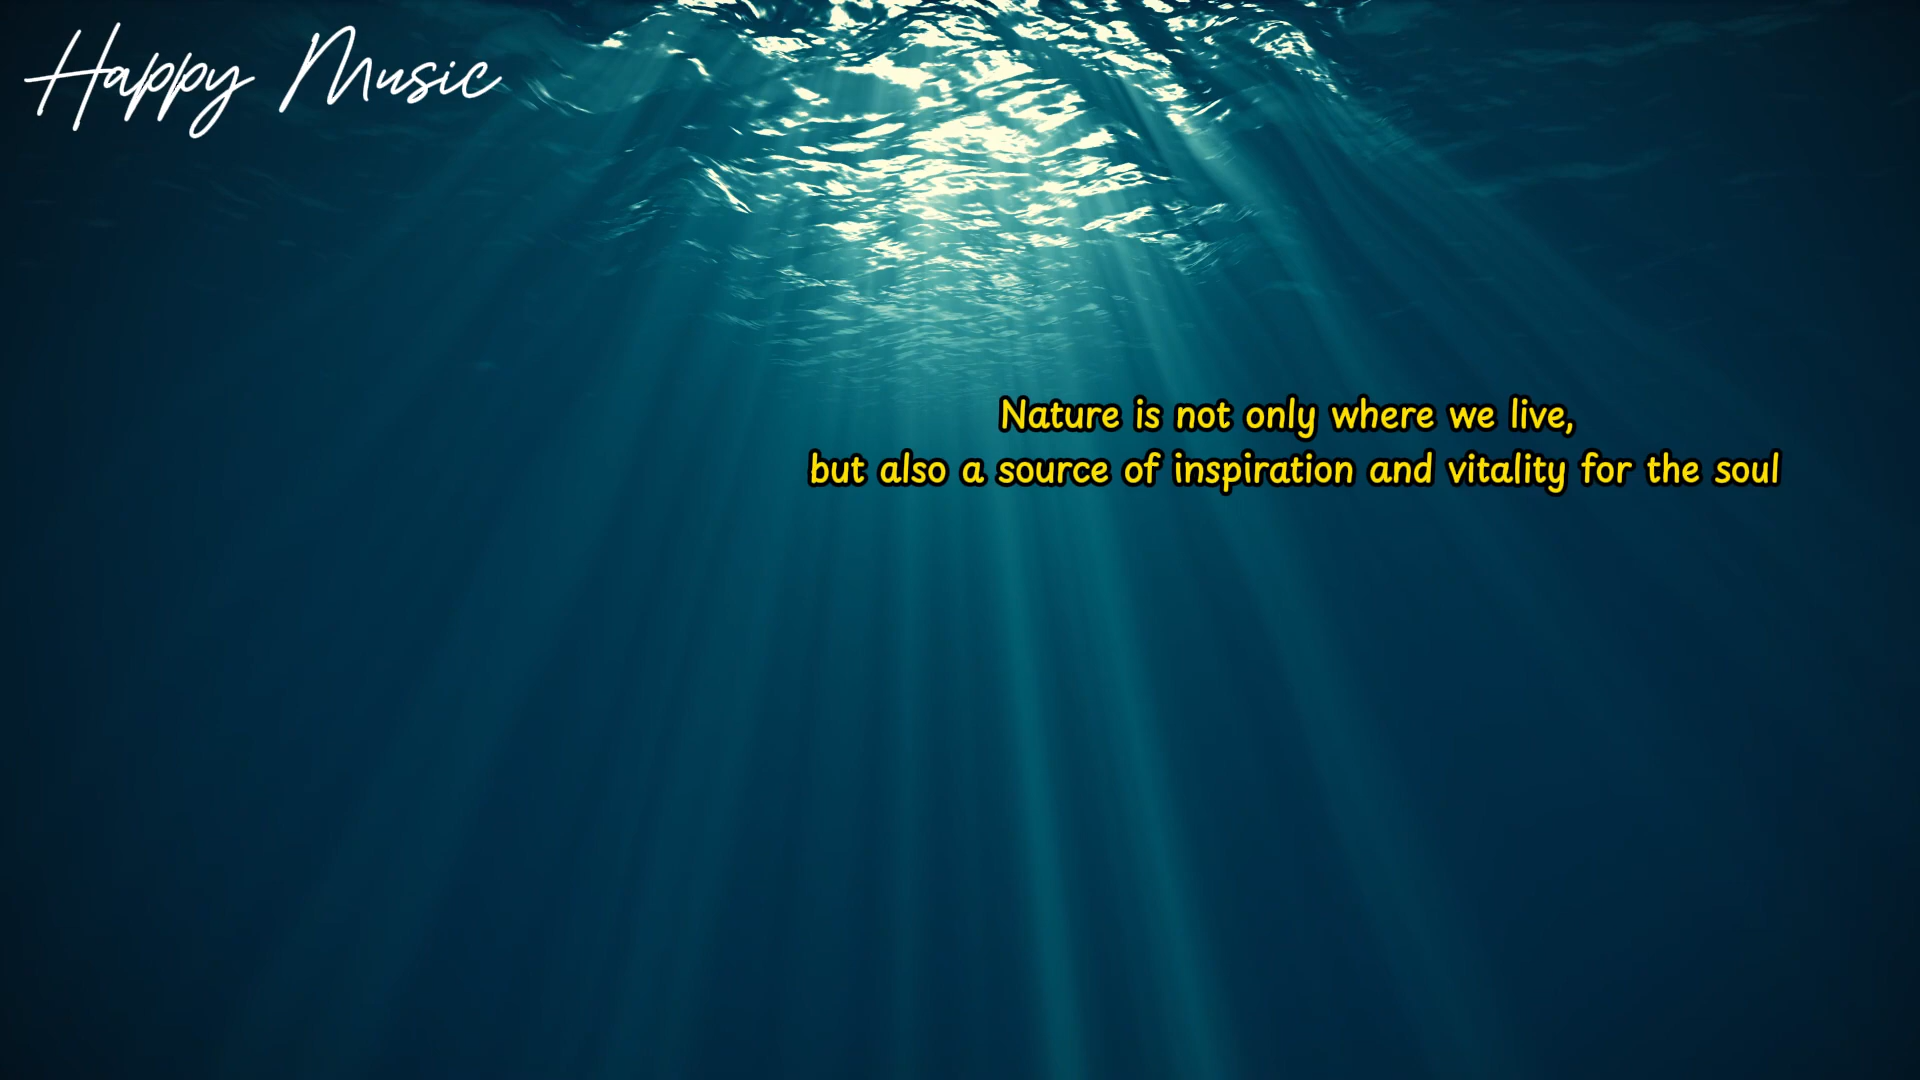 Happy Music
Nature is not only where we live,
but also a source of inspiration and vitality for the soul